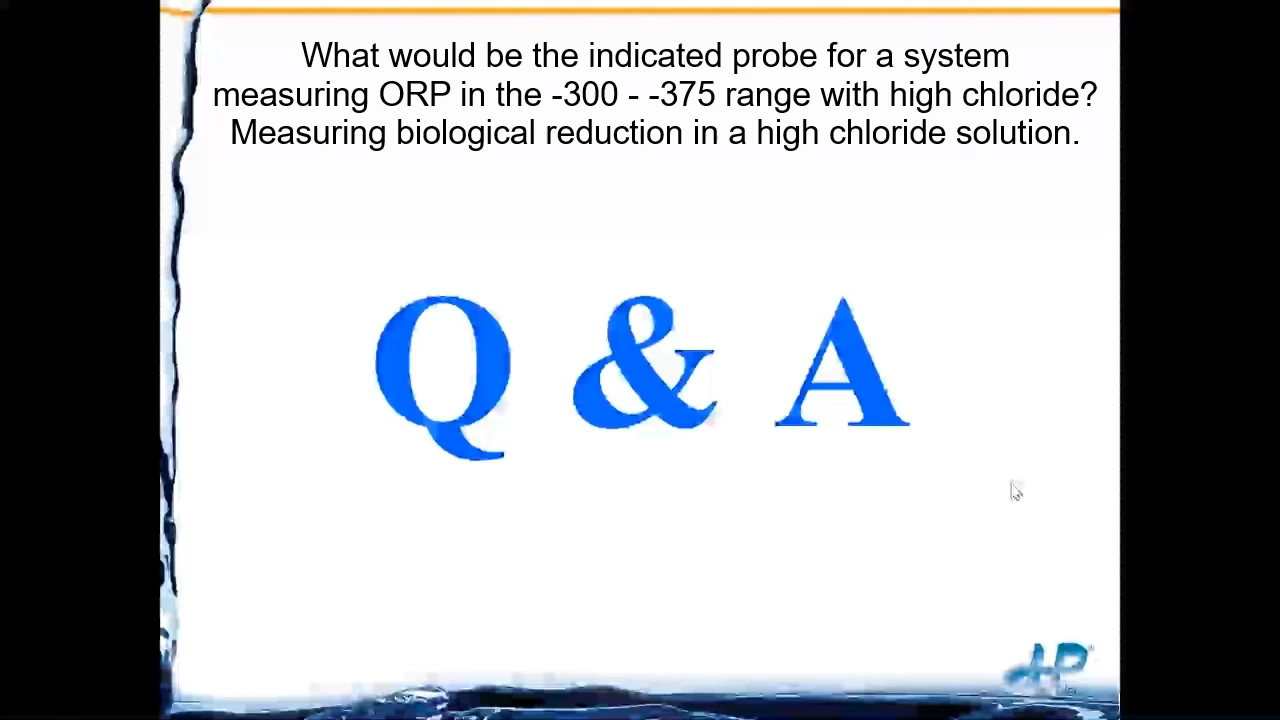 What would be the indicated probe for a system
measuring ORP in the -300 - -375 range with high chloride?
Measuring biological reduction in a high chloride solution.
Q & A